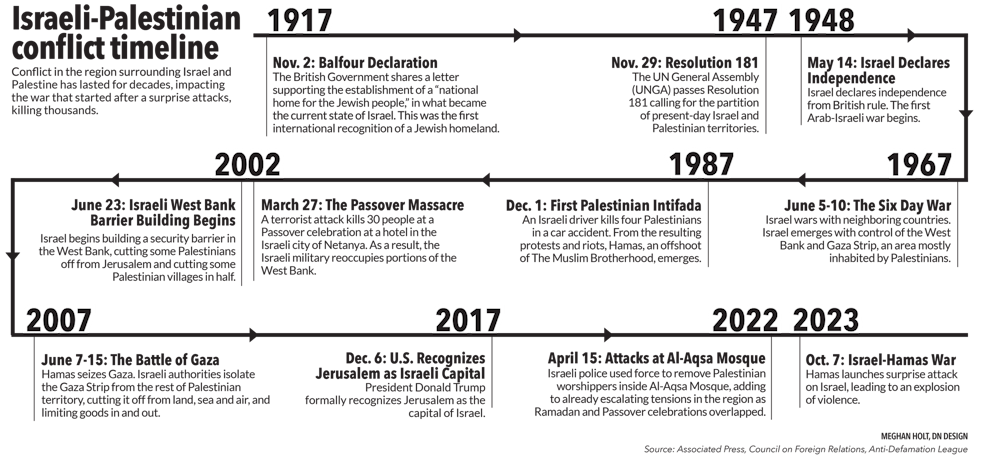 Israeli-Palestinian
conflict timeline
Conflict in the region surrounding Israel and
Palestine has lasted for decades, impacting
the war that started after a surprise attacks,
killing thousands.
1917
Nov. 2: Balfour Declaration
The British Government shares a letter
supporting the establishment of a “national
home for the Jewish people,” in what became
the current state of Israel. This was the first
international recognition of a Jewish homeland.
1947
Nov. 29: Resolution 181
The UN General Assembly
(UNGA) passes Resolution
181 calling for the partition
of present-day Israel and
Palestinian territories.
1948
May 14: Israel Declares
Independence
Israel declares independence
from British rule. The first
Arab-Israeli war begins.
1967
June 5-10: The Six Day War
Israel wars with neighboring countries.
Israel emerges with control of the West
Bank and Gaza Strip, an area mostly
inhabited by Palestinians.
1987
Dec. 1: First Palestinian Intifada
An Israeli driver kills four Palestinians
in a car accident. From the resulting
protests and riots, Hamas, an offshoot
of The Muslim Brotherhood, emerges.
2002
March 27: The Passover Massacre
A terrorist attack kills 30 people at a
Passover celebration at a hotel in the
Israeli city of Netanya. As a result, the
Israeli military reoccupies portions of the
West Bank.
June 23: Israeli West Bank
Barrier Building Begins
Israel begins building a security barrier in
the West Bank, cutting some Palestinians
off from Jerusalem and cutting some
Palestinian villages in half.
2007
June 7-15: The Battle of Gaza
Hamas seizes Gaza. Israeli authorities isolate
the Gaza Strip from the rest of Palestinian
territory, cutting it off from land, sea and air, and
limiting goods in and out.
2017
Dec. 6: U.S. Recognizes
Jerusalem as Israeli Capital
President Donald Trump
formally recognizes Jerusalem as the
capital of Israel.
2022
April 15: Attacks at Al-Aqsa Mosque
Israeli police used force to remove Palestinian
worshippers inside Al-Aqsa Mosque, adding
to already escalating tensions in the region as
Ramadan and Passover celebrations overlapped.
2023
Oct. 7: Israel-Hamas War
Hamas launches surprise attack
on Israel, leading to an explosion
of violence.
MEGHAN HOLT, DN DESIGN
Source: Associated Press, Council on Foreign Relations, Anti-Defamation League